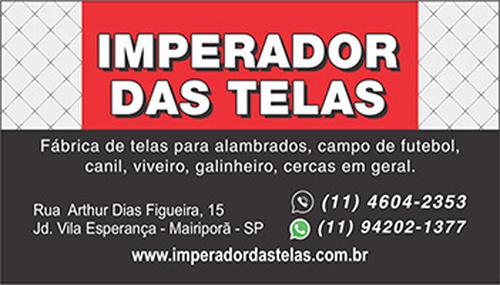 IMPERADOR
DAS TELAS
Fábrica de telas para alambrados, campo de futebol,
canil, viveiro, galinheiro, cercas em geral.
Rua Arthur Dias Figueira, 15
Jd. Vila Esperança - Mairiporã - SP
(11) 4604-2353
(11) 94202-1377
www.imperadordastelas.com.br